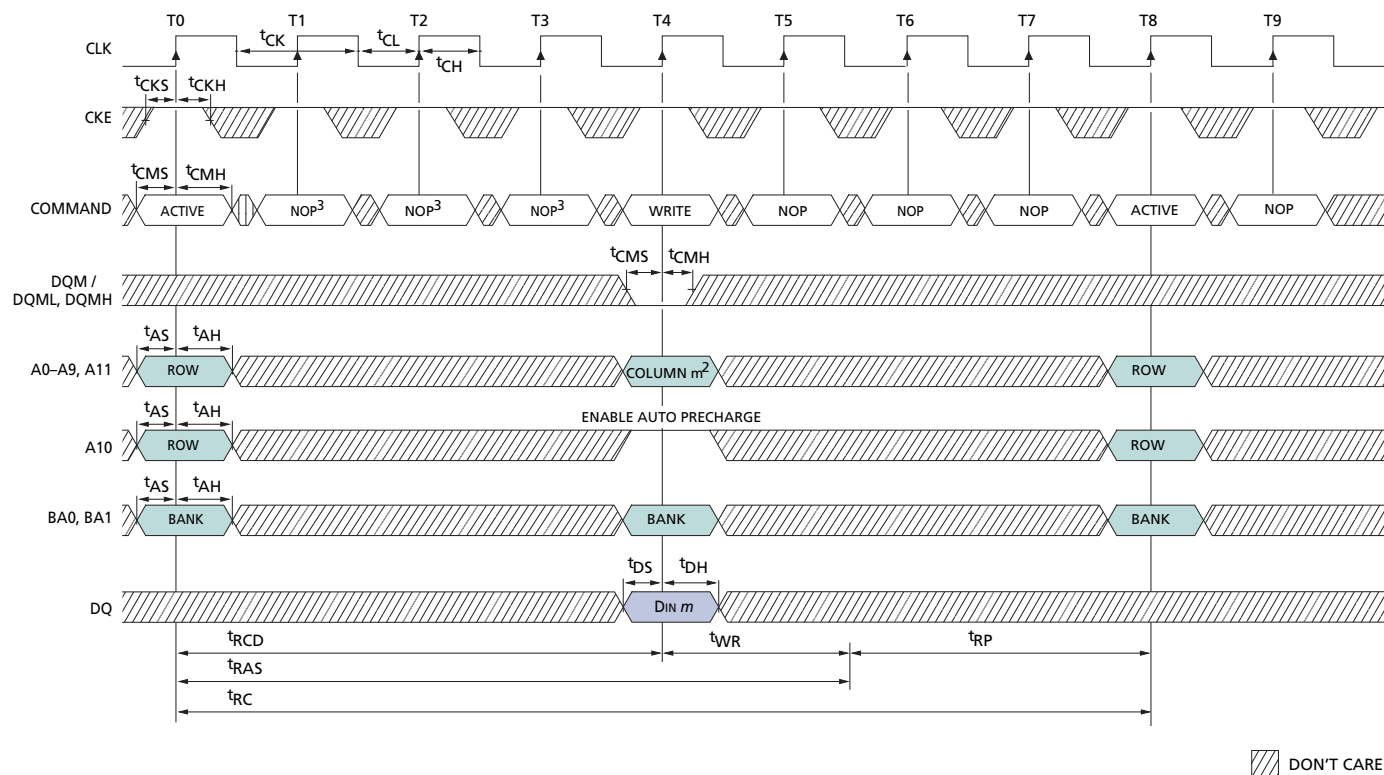 T0 T1 T2 T3 T4 T5 T6 T7 T8 T9
CLK tCK tCL tCH
tCKS tCKH
CKE
tCMS tCMH
COMMAND ACTIVE NOP3 NOP3 NOP3 WRITE NOP NOP NOP ACTIVE NOP
tCMS tCMH
DQM /
DQML, DQMH
tAS tAH
A0–A9, A11 ROW COLUMN m2 ROW
tAS tAH ENABLE AUTO PRECHARGE
A10 ROW ROW
tAS tAH
BA0, BA1 BANK BANK BANK
tDS tDH
DQ DIN m
tRCD tWR tRP
tRAS
tRC
DON'T CARE